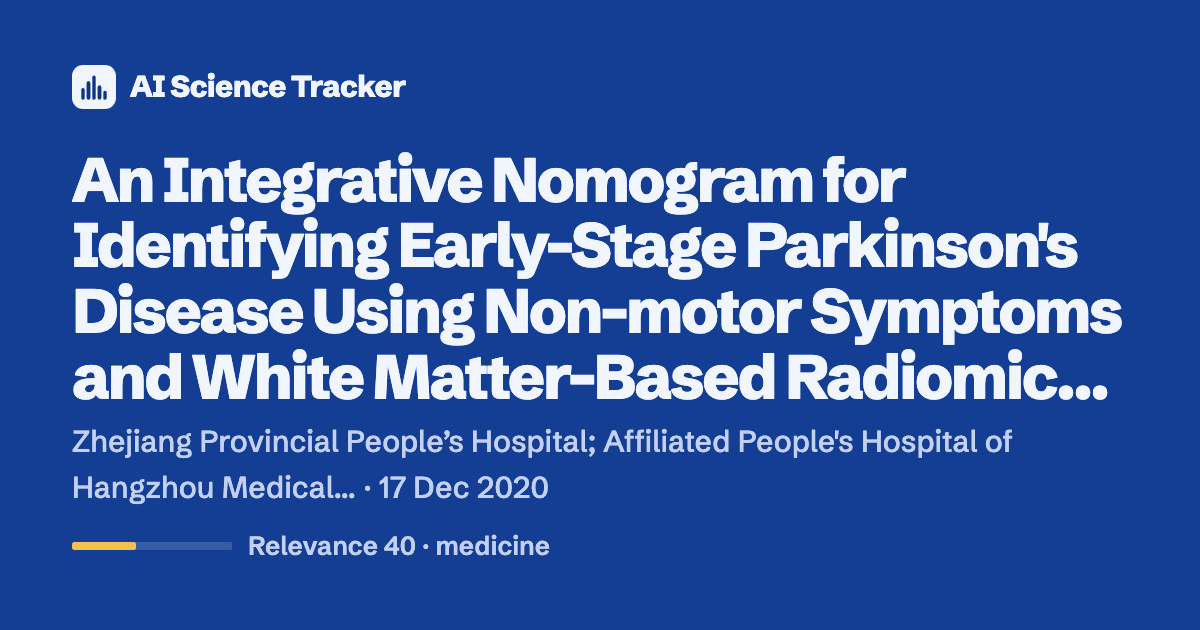 AI Science Tracker
An Integrative Nomogram for
Identifying Early-Stage Parkinson's
Disease Using Non-motor Symptoms
and White Matter-Based Radiomic...
Zhejiang Provincial People’s Hospital; Affiliated People's Hospital of
Hangzhou Medical... · 17 Dec 2020
Relevance 40 · medicine